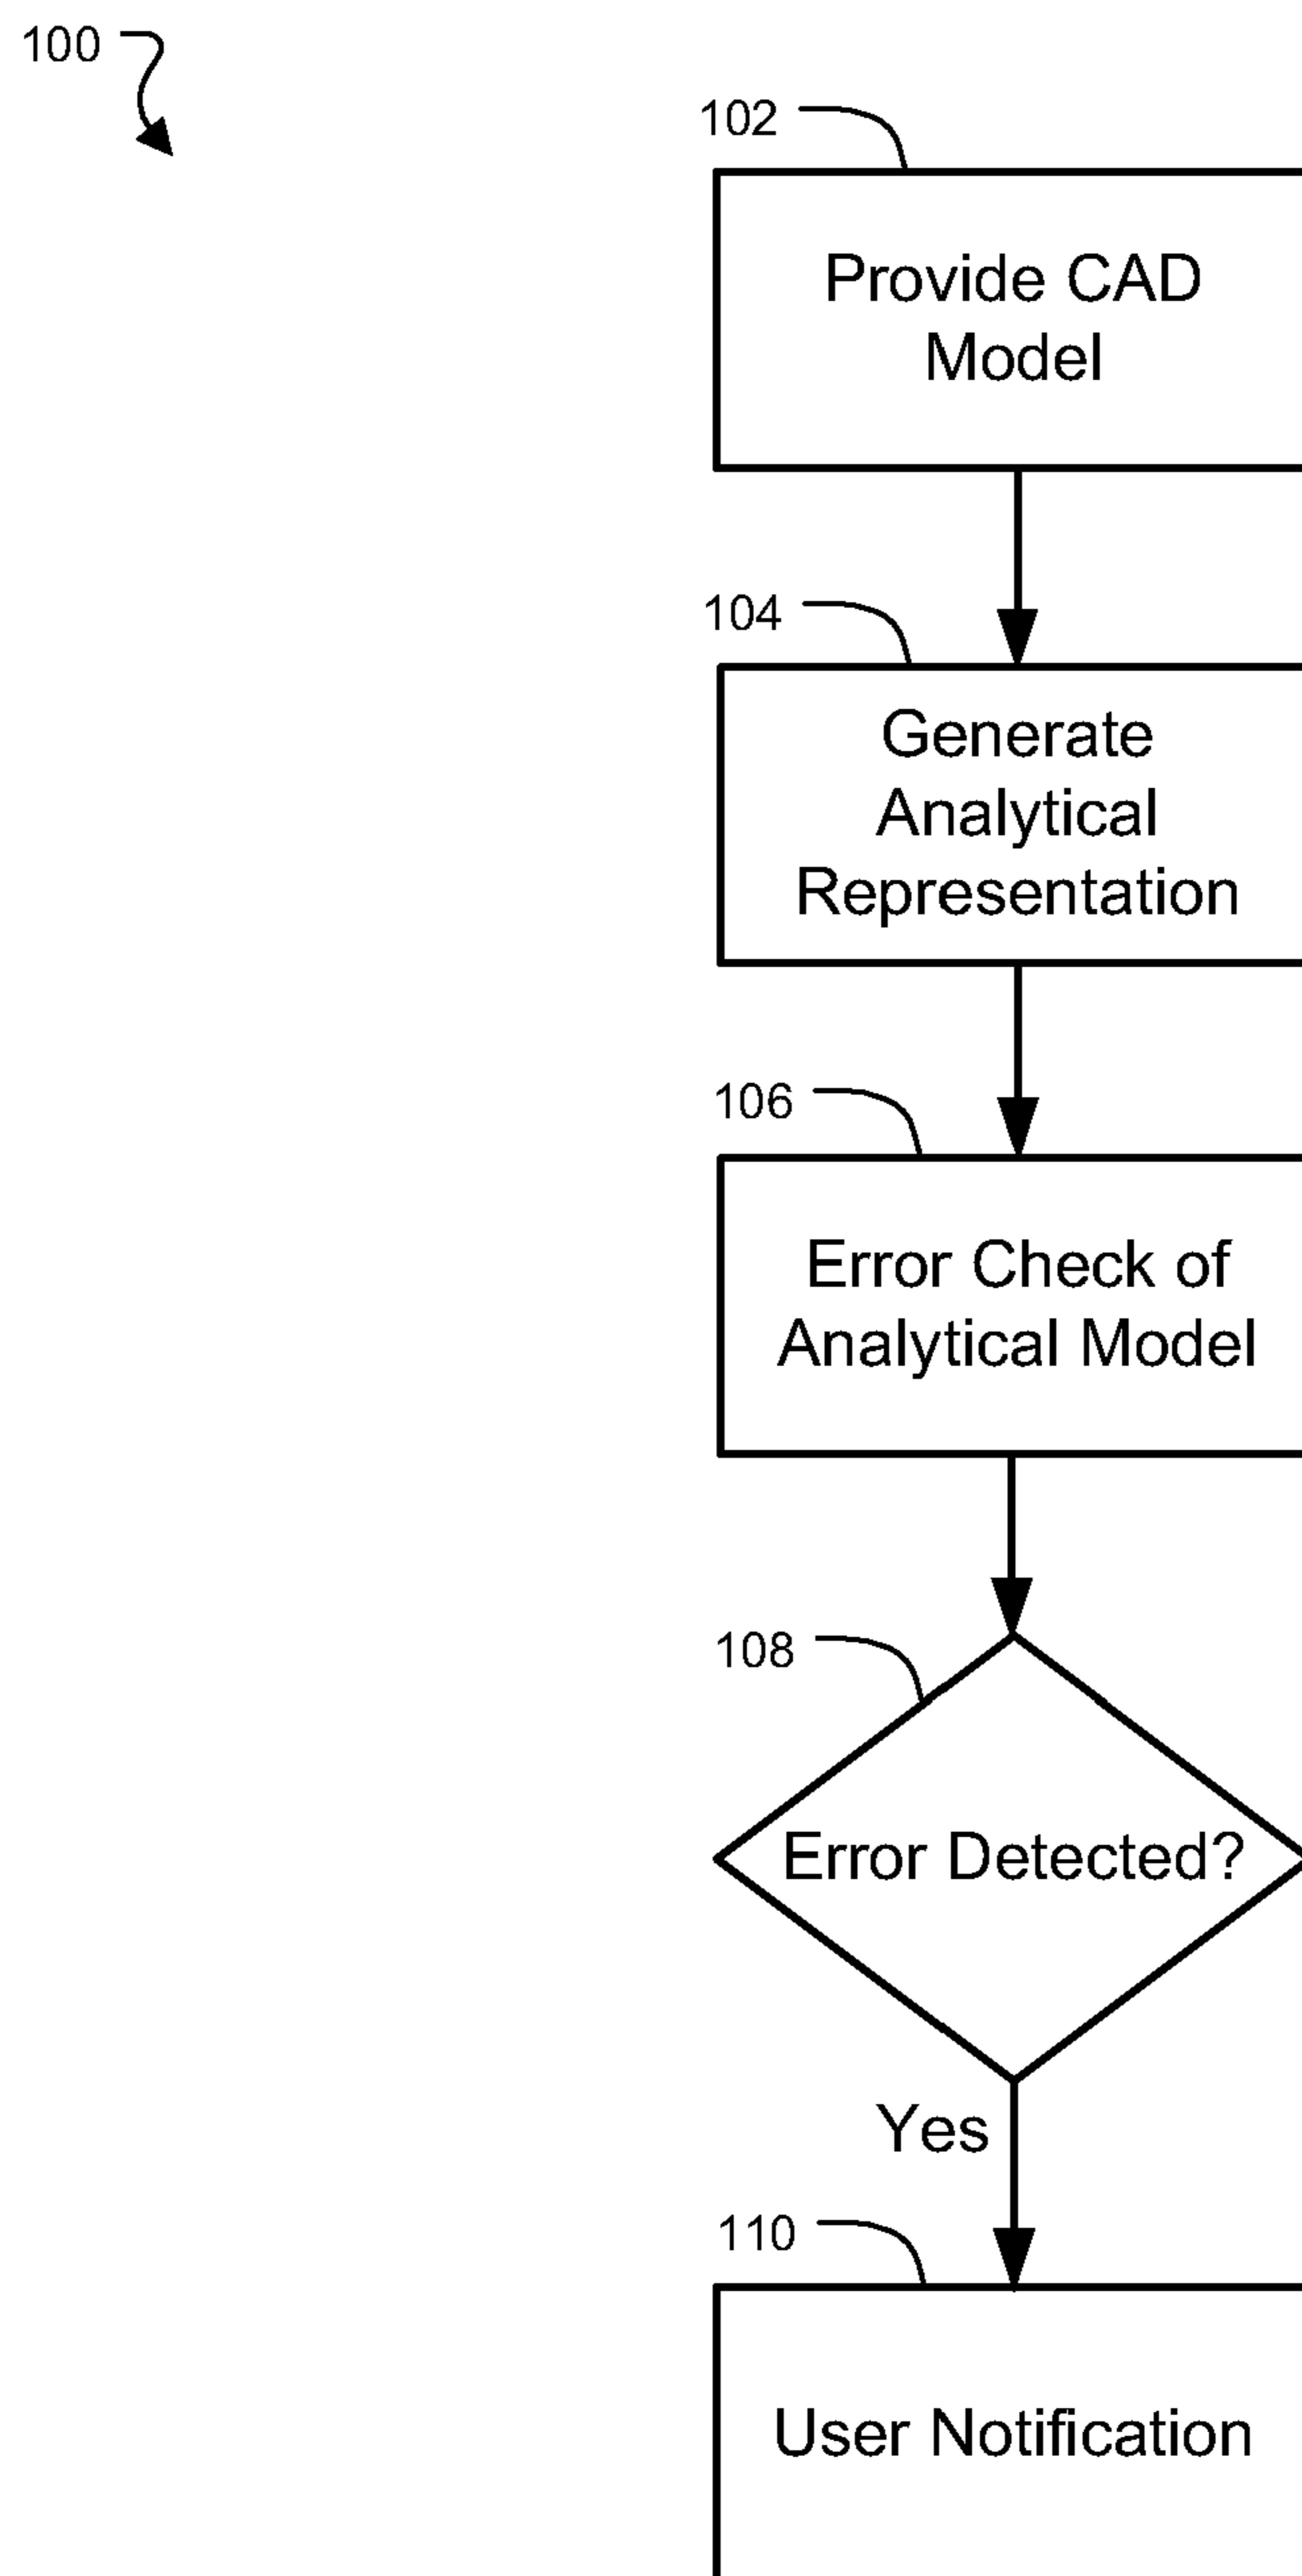 100
102
Provide CAD
Model
104
Generate
Analytical
Representation
106
Error Check of
Analytical Model
108
Error Detected?
Yes
110
User Notification